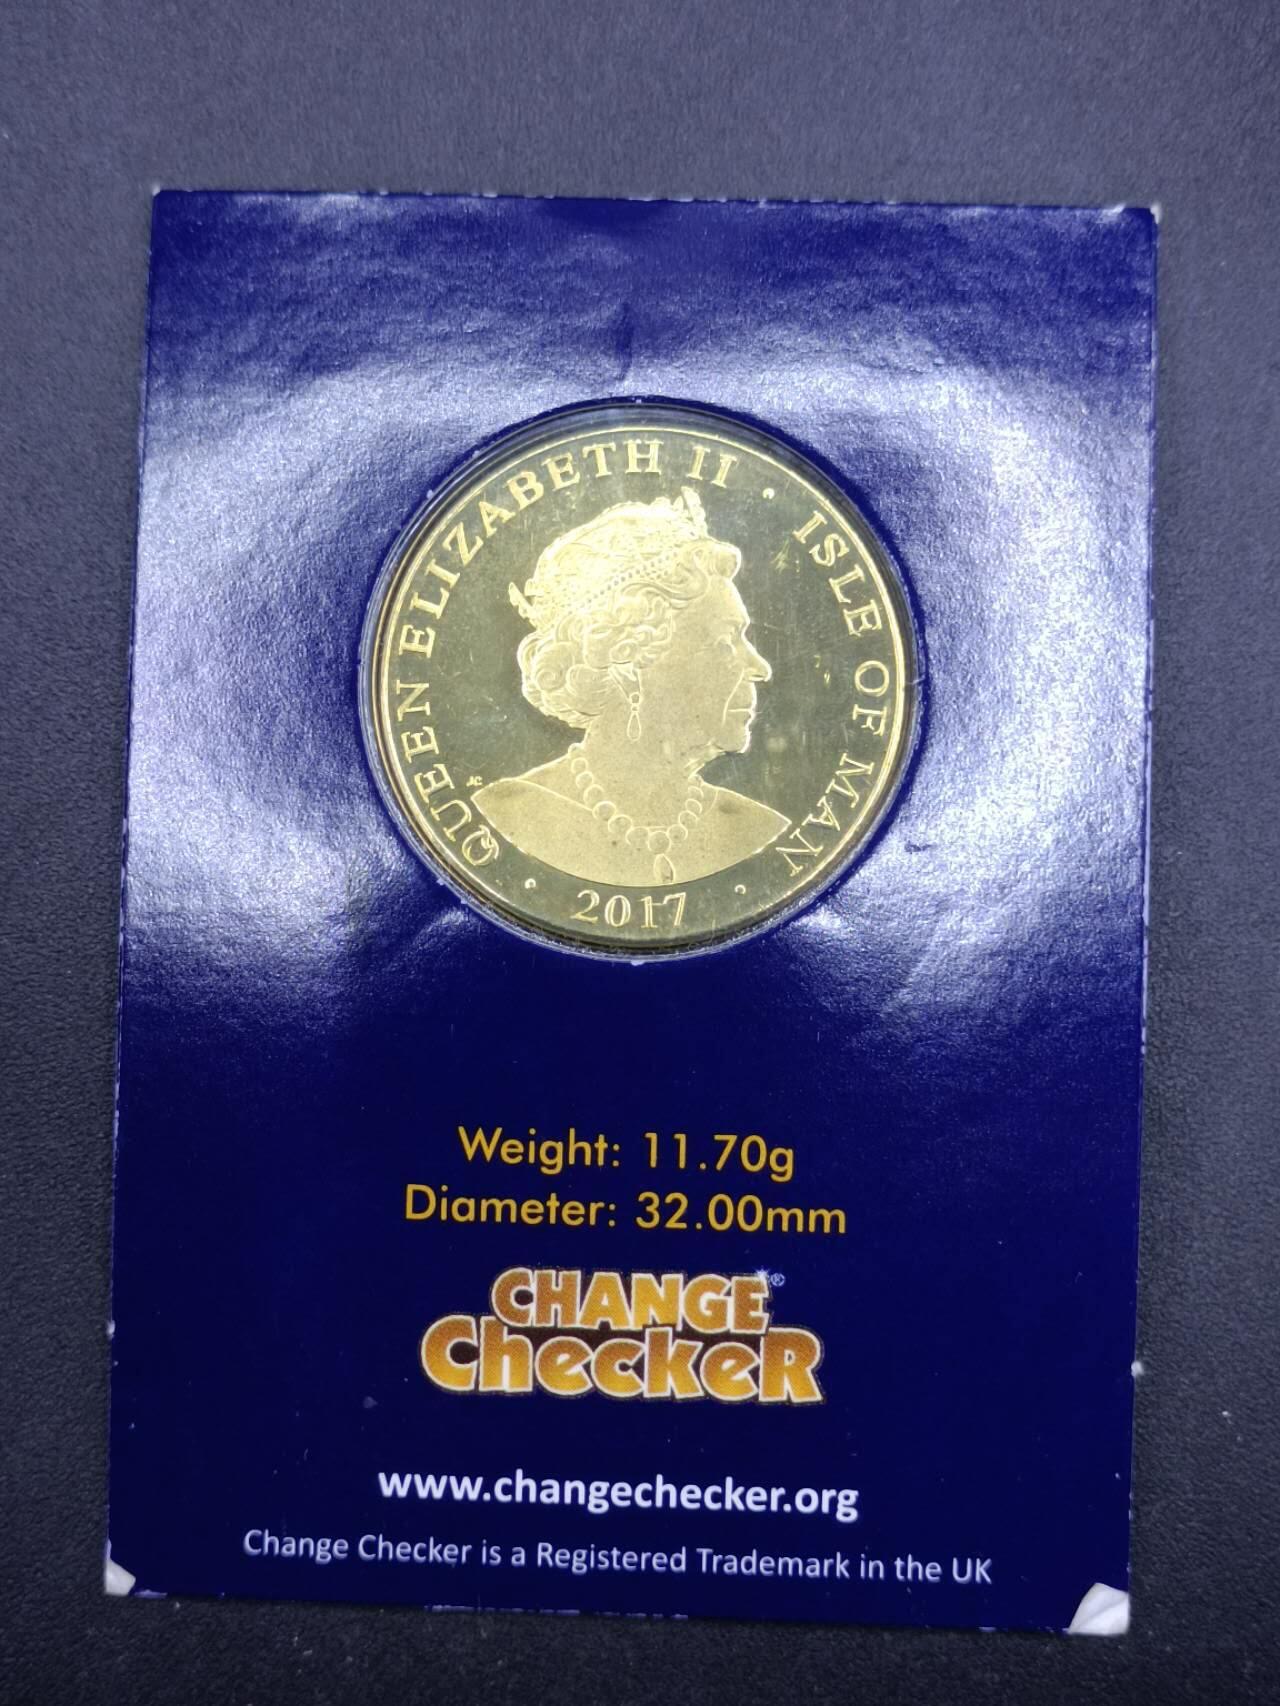 QUEEN ELIZABETH II · ISLE OF MAN
· 2017 ·
JC
Weight: 11.70g
Diameter: 32.00mm
CHANGE®
CheckeR
www.changechecker.org
Change Checker is a Registered Trademark in the UK